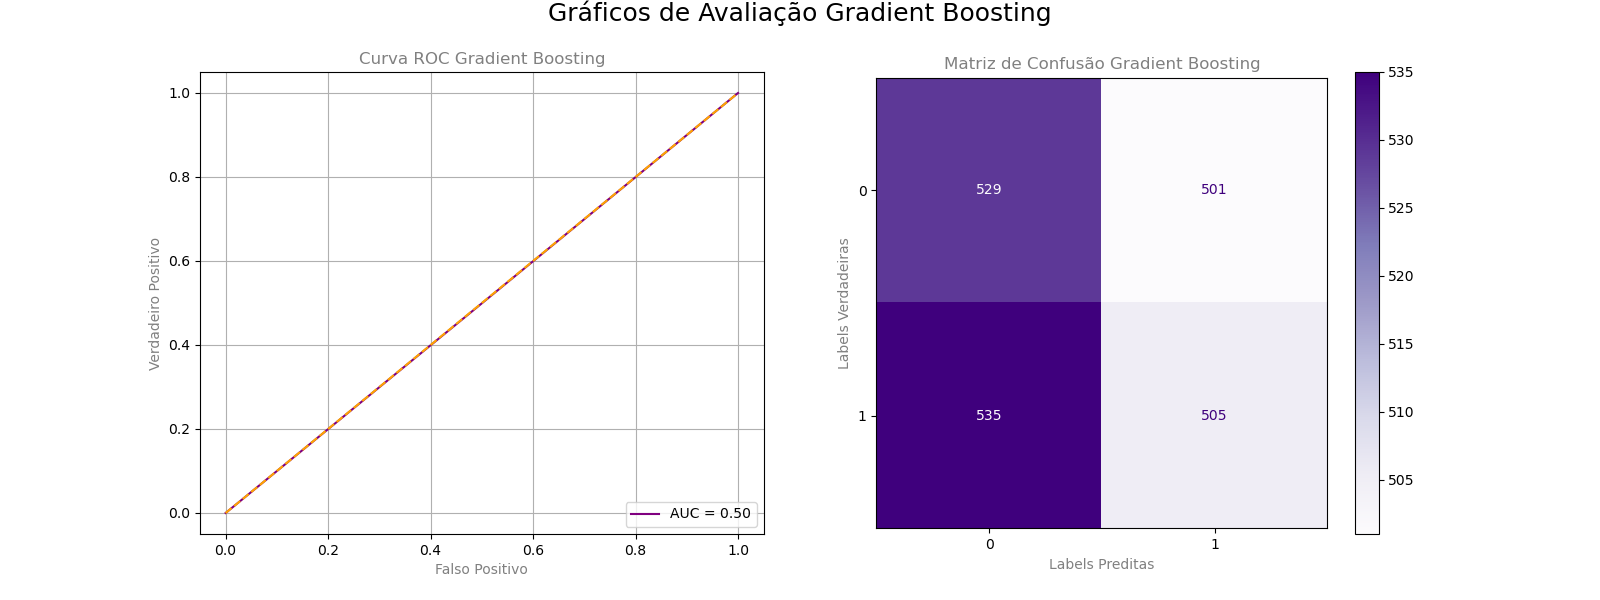 Gráficos de Avaliação Gradient Boosting
Curva ROC Gradient Boosting
1.0
0.8
0.6
0.4
0.2
0.0
Verdadeiro Positivo
0.0 0.2 0.4 0.6 0.8 1.0
Falso Positivo
AUC = 0.50
Matriz de Confusão Gradient Boosting
0
1
Labels Verdadeiras
529 501
535 505
0 1
Labels Preditas
535
530
525
520
515
510
505